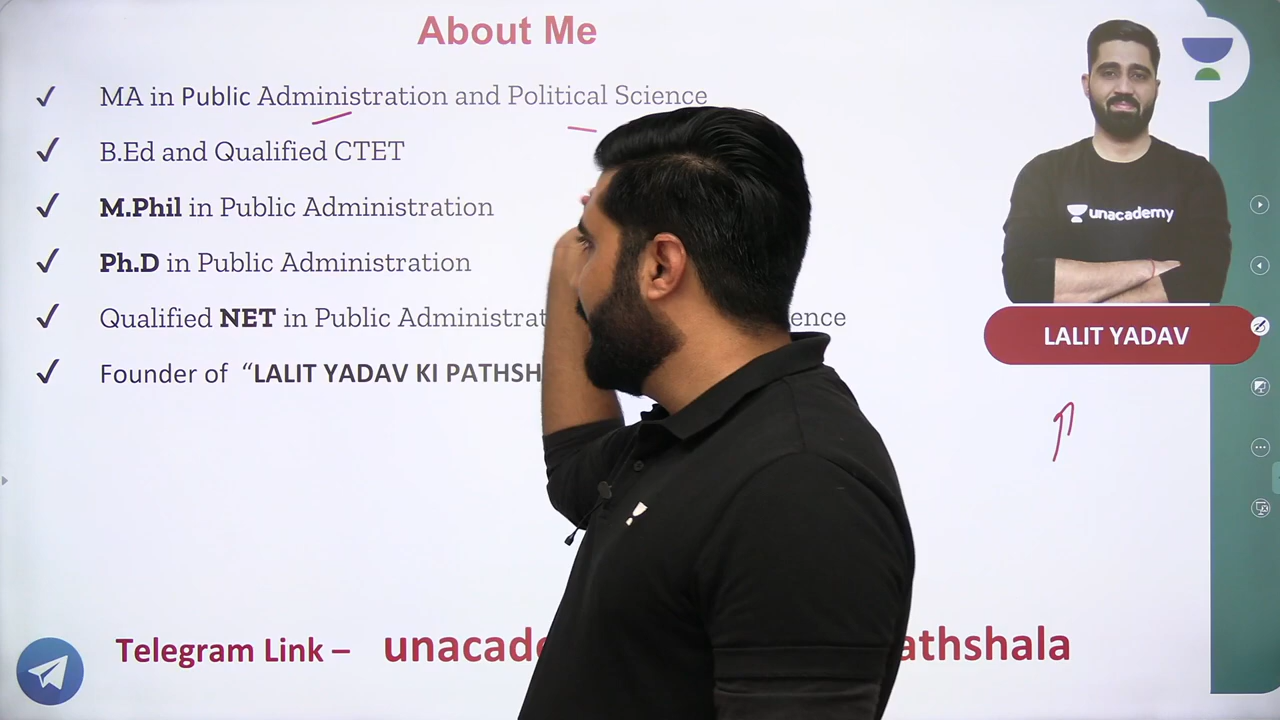 About Me
✓ MA in Public Administration and Political Science
✓ B.Ed and Qualified CTET
✓ M.Phil in Public Administration
✓ Ph.D in Public Administration
✓ Qualified NET in Public Administrat ence
✓ Founder of “LALIT YADAV KI PATHSH
unacademy
LALIT YADAV
Telegram Link – unacad athshala